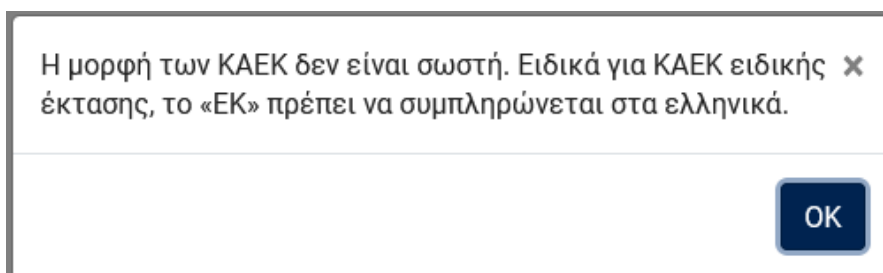 Η μορφή των ΚΑΕΚ δεν είναι σωστή. Ειδικά για ΚΑΕΚ ειδικής ×
έκτασης, το «ΕΚ» πρέπει να συμπληρώνεται στα ελληνικά.
OK